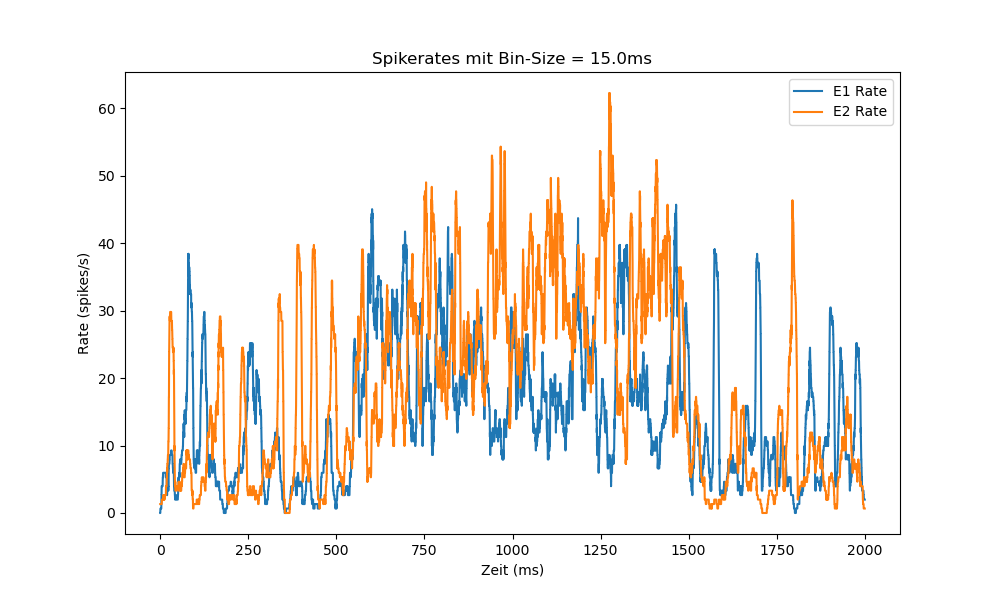 Spikerates mit Bin-Size = 15.0ms
E1 Rate
E2 Rate
Rate (spikes/s)
60
50
40
30
20
10
0
0 250 500 750 1000 1250 1500 1750 2000
Zeit (ms)